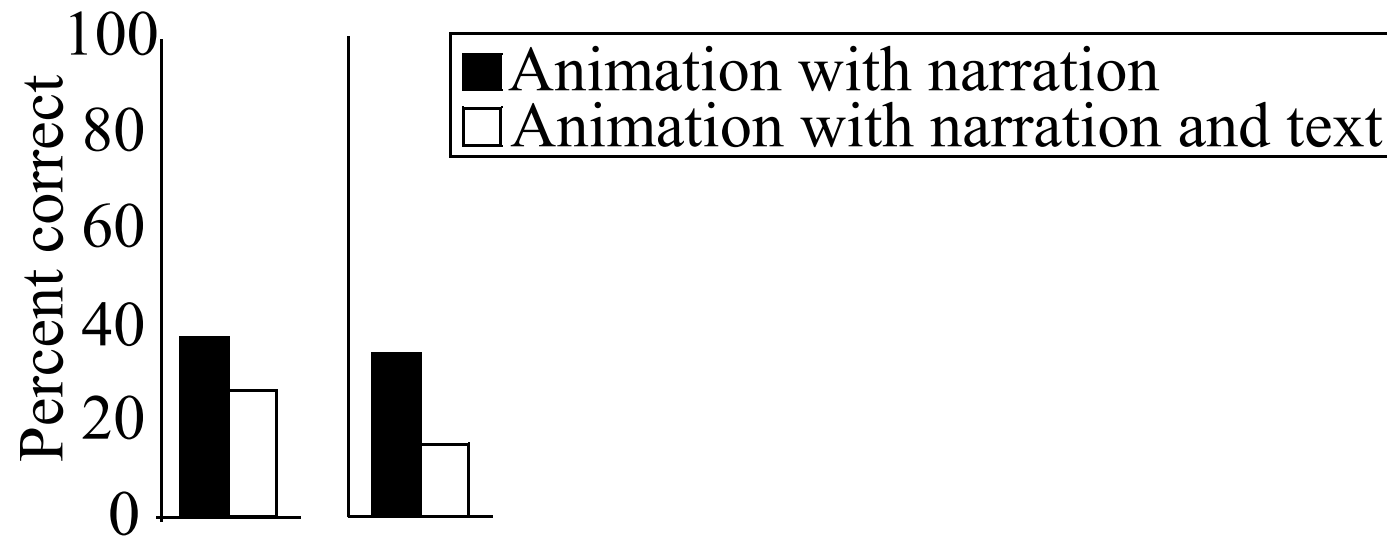 100
80
60
40
20
0
Percent correct
Animation with narration
Animation with narration and text